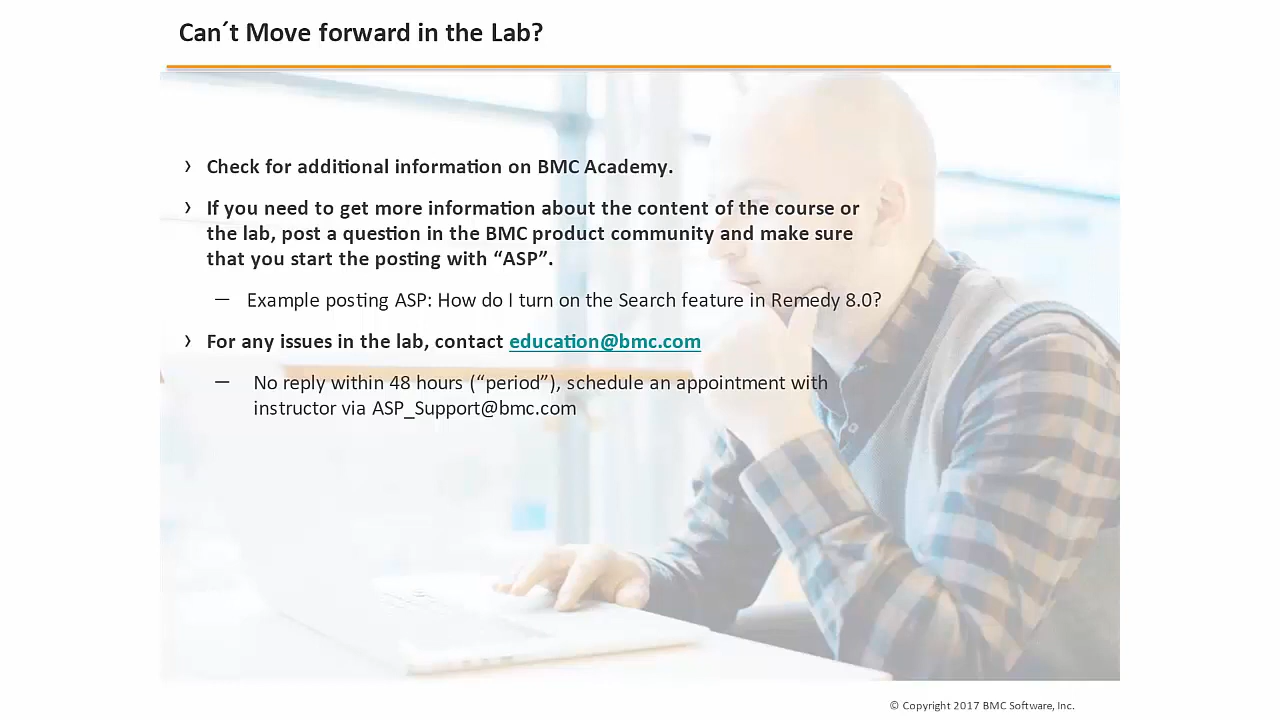 Can´t Move forward in the Lab?
› Check for additional information on BMC Academy.
› If you need to get more information about the content of the course or
the lab, post a question in the BMC product community and make sure
that you start the posting with “ASP”.
— Example posting ASP: How do I turn on the Search feature in Remedy 8.0?
› For any issues in the lab, contact education@bmc.com
— No reply within 48 hours (“period”), schedule an appointment with
instructor via ASP_Support@bmc.com
© Copyright 2017 BMC Software, Inc.